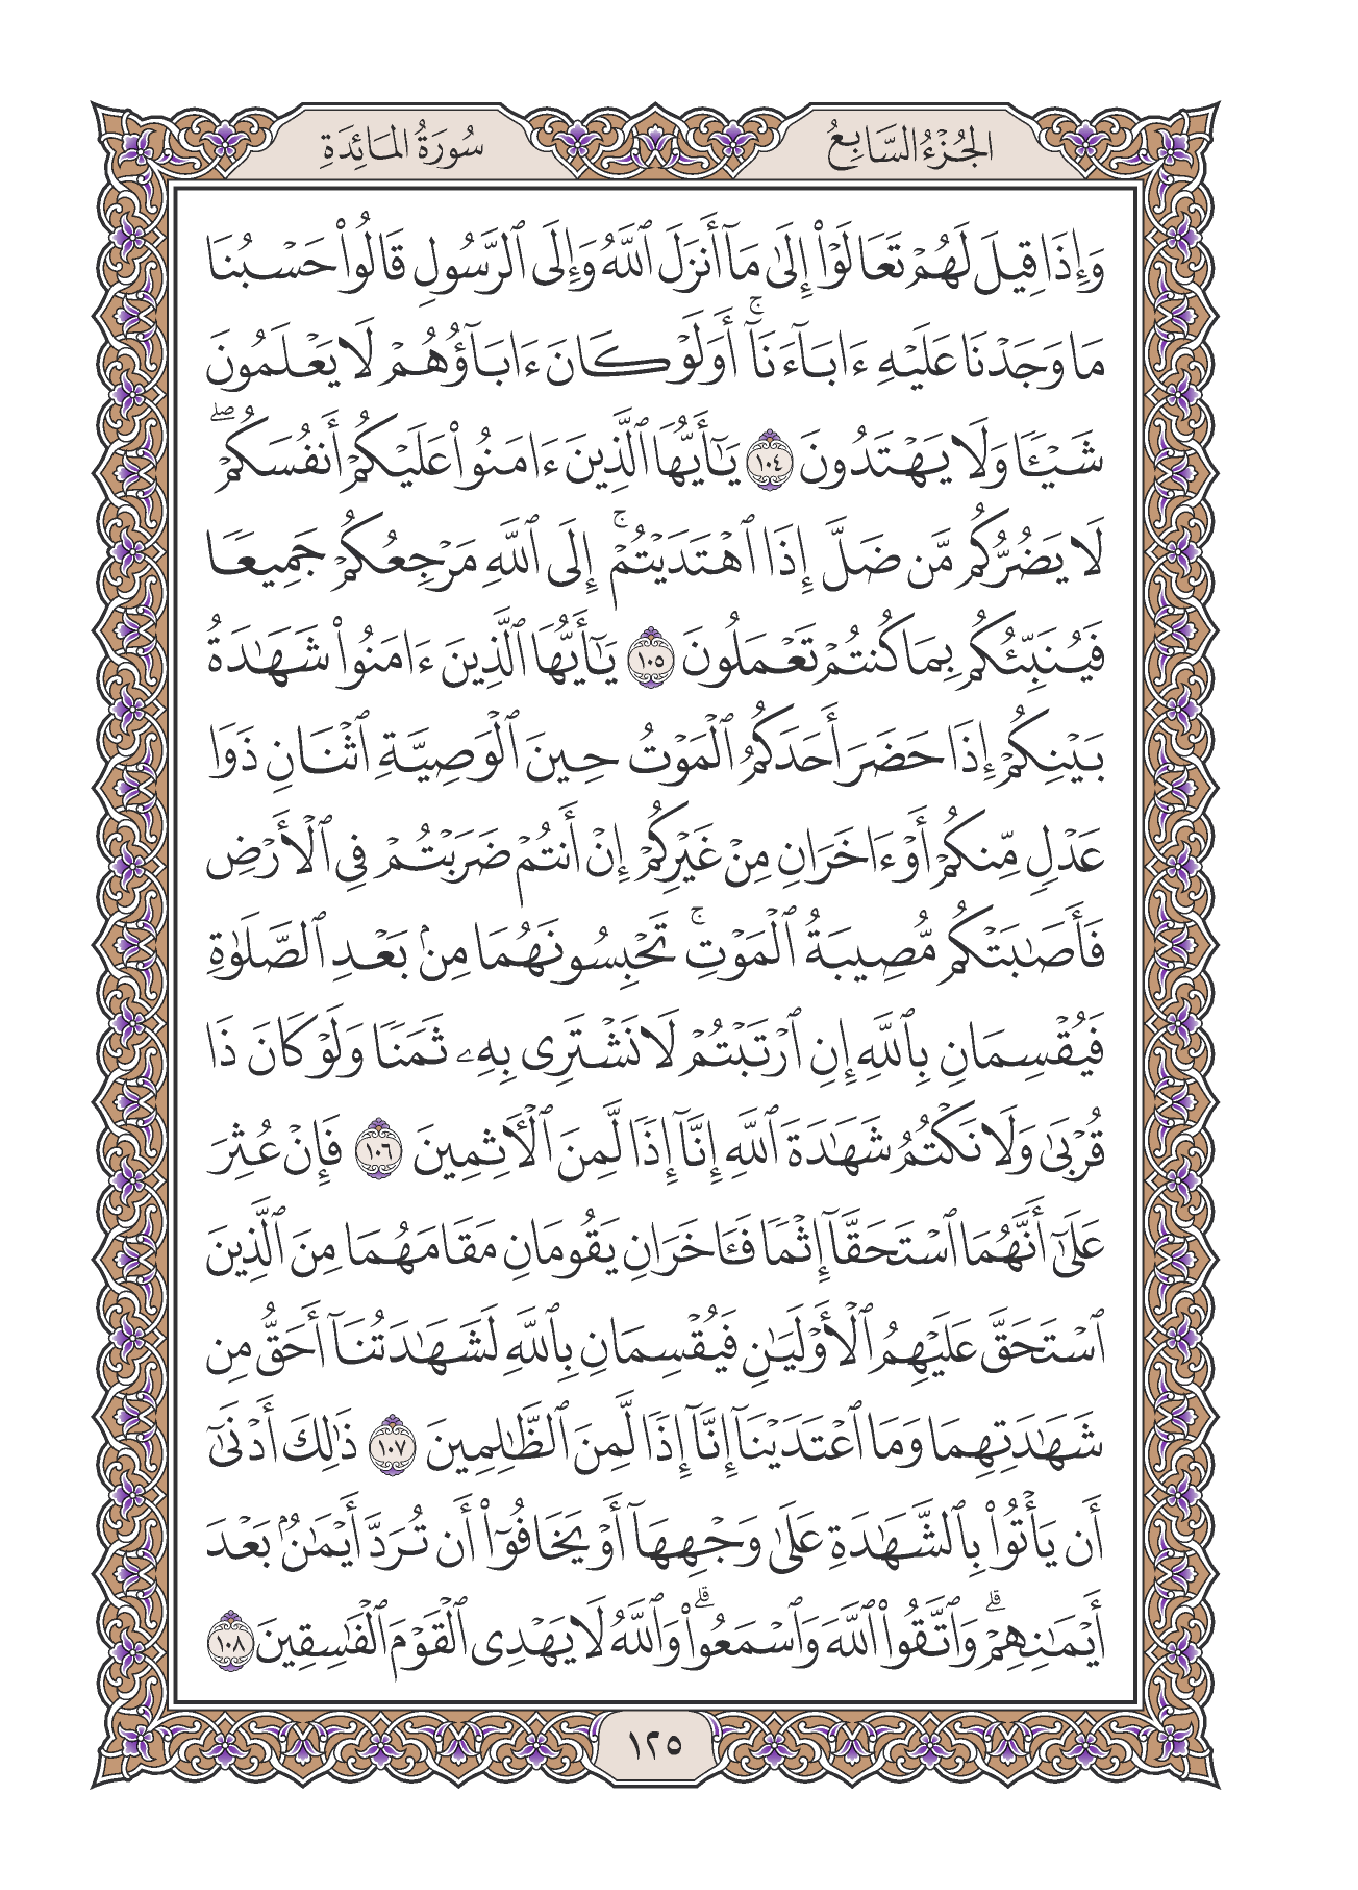 الجُزْءُ السَّابِعُ
سُورَةُ المَائِدَةِ
وَإِذَا قِيلَ لَهُمْ تَعَالَوْا۟ إِلَىٰ مَآ أَنزَلَ ٱللَّهُ وَإِلَى ٱلرَّسُولِ قَالُوا۟ حَسْبُنَا
مَا وَجَدْنَا عَلَيْهِ ءَابَآءَنَآ ۚ أَوَلَوْ كَانَ ءَابَآؤُهُمْ لَا يَعْلَمُونَ
شَيْـًٔا وَلَا يَهْتَدُونَ ١٠٤ يَـٰٓأَيُّهَا ٱلَّذِينَ ءَامَنُوا۟ عَلَيْكُمْ أَنفُسَكُمْ ۖ
لَا يَضُرُّكُم مَّن ضَلَّ إِذَا ٱهْتَدَيْتُمْ ۚ إِلَى ٱللَّهِ مَرْجِعُكُمْ جَمِيعًا
فَيُنَبِّئُكُم بِمَا كُنتُمْ تَعْمَلُونَ ١٠٥ يَـٰٓأَيُّهَا ٱلَّذِينَ ءَامَنُوا۟ شَهَـٰدَةُ
بَيْنِكُمْ إِذَا حَضَرَ أَحَدَكُمُ ٱلْمَوْتُ حِينَ ٱلْوَصِيَّةِ ٱثْنَانِ ذَوَا
عَدْلٍ مِّنكُمْ أَوْ ءَاخَرَانِ مِنْ غَيْرِكُمْ إِنْ أَنتُمْ ضَرَبْتُمْ فِى ٱلْأَرْضِ
فَأَصَـٰبَتْكُم مُّصِيبَةُ ٱلْمَوْتِ ۚ تَحْبِسُونَهُمَا مِنۢ بَعْدِ ٱلصَّلَوٰةِ
فَيُقْسِمَانِ بِٱللَّهِ إِنِ ٱرْتَبْتُمْ لَا نَشْتَرِى بِهِۦ ثَمَنًا وَلَوْ كَانَ ذَا
قُرْبَىٰ وَلَا نَكْتُمُ شَهَـٰدَةَ ٱللَّهِ إِنَّآ إِذًا لَّمِنَ ٱلْـَٔاثِمِينَ ١٠٦ فَإِنْ عُثِرَ
عَلَىٰٓ أَنَّهُمَا ٱسْتَحَقَّآ إِثْمًا فَـَٔاخَرَانِ يَقُومَانِ مَقَامَهُمَا مِنَ ٱلَّذِينَ
ٱسْتَحَقَّ عَلَيْهِمُ ٱلْأَوْلَيَـٰنِ فَيُقْسِمَانِ بِٱللَّهِ لَشَهَـٰدَتُنَآ أَحَقُّ مِن
شَهَـٰدَتِهِمَا وَمَا ٱعْتَدَيْنَآ إِنَّآ إِذًا لَّمِنَ ٱلظَّـٰلِمِينَ ١٠٧ ذَٰلِكَ أَدْنَىٰٓ
أَن يَأْتُوا۟ بِٱلشَّهَـٰدَةِ عَلَىٰ وَجْهِهَآ أَوْ يَخَافُوٓا۟ أَن تُرَدَّ أَيْمَـٰنٌۢ بَعْدَ
أَيْمَـٰنِهِمْ ۗ وَٱتَّقُوا۟ ٱللَّهَ وَٱسْمَعُوا۟ ۗ وَٱللَّهُ لَا يَهْدِى ٱلْقَوْمَ ٱلْفَـٰسِقِينَ ١٠٨
١٢٥